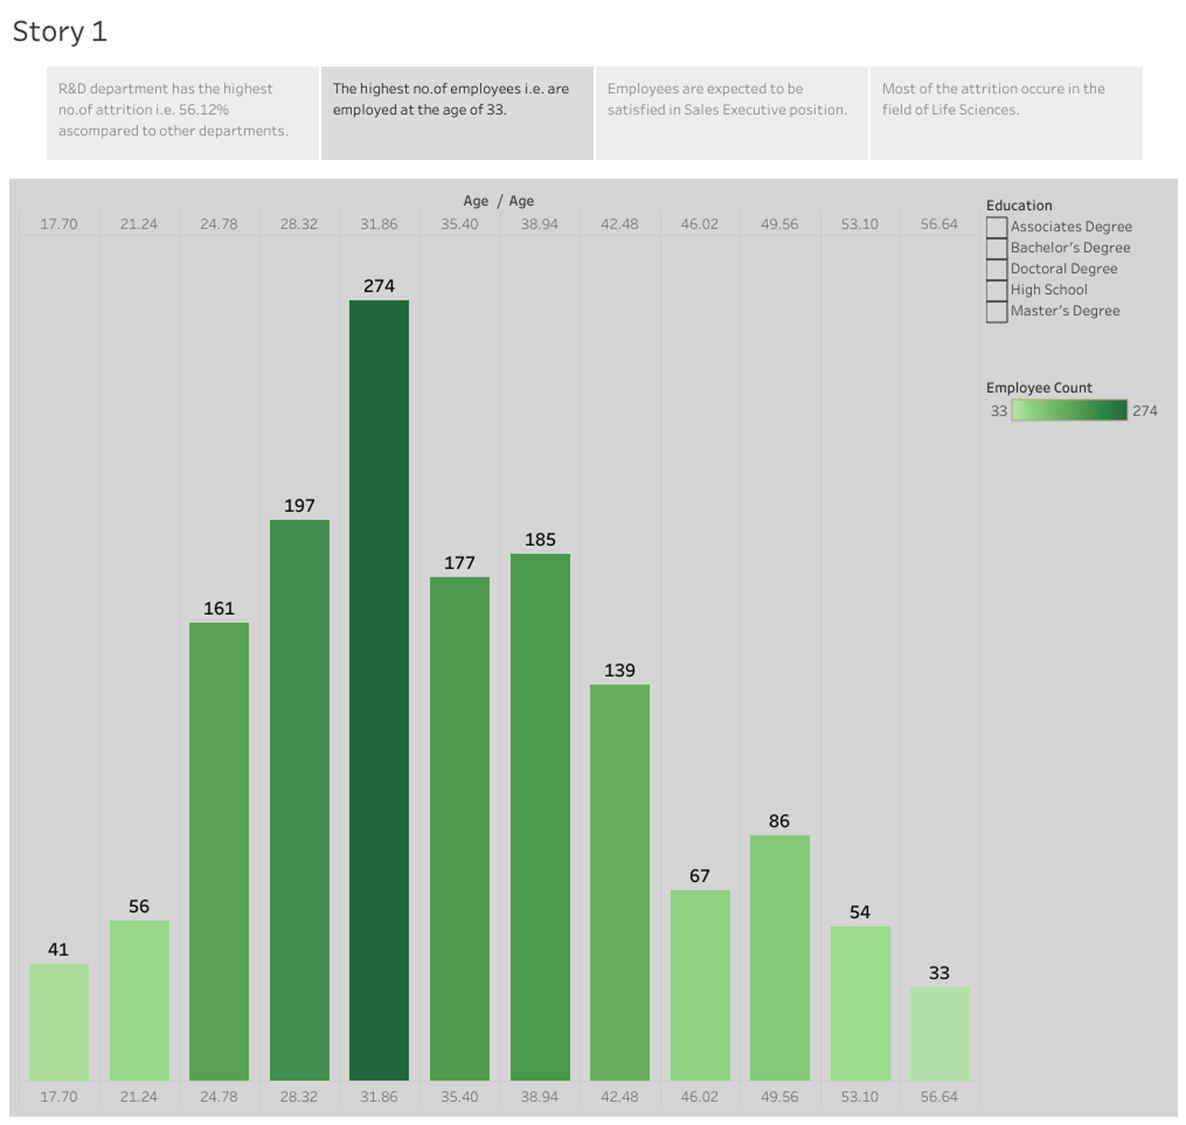 Story 1
R&D department has the highest
no.of attrition i.e. 56.12%
ascompared to other departments.
The highest no.of employees i.e. are
employed at the age of 33.
Employees are expected to be
satisfied in Sales Executive position.
Most of the attrition occure in the
field of Life Sciences.
Age / Age
17.70 21.24 24.78 28.32 31.86 35.40 38.94 42.48 46.02 49.56 53.10 56.64
Education
Associates Degree
Bachelor's Degree
Doctoral Degree
High School
Master's Degree
Employee Count
33 274
274
197
185
177
161
139
86
67
56
54
41
33
17.70 21.24 24.78 28.32 31.86 35.40 38.94 42.48 46.02 49.56 53.10 56.64